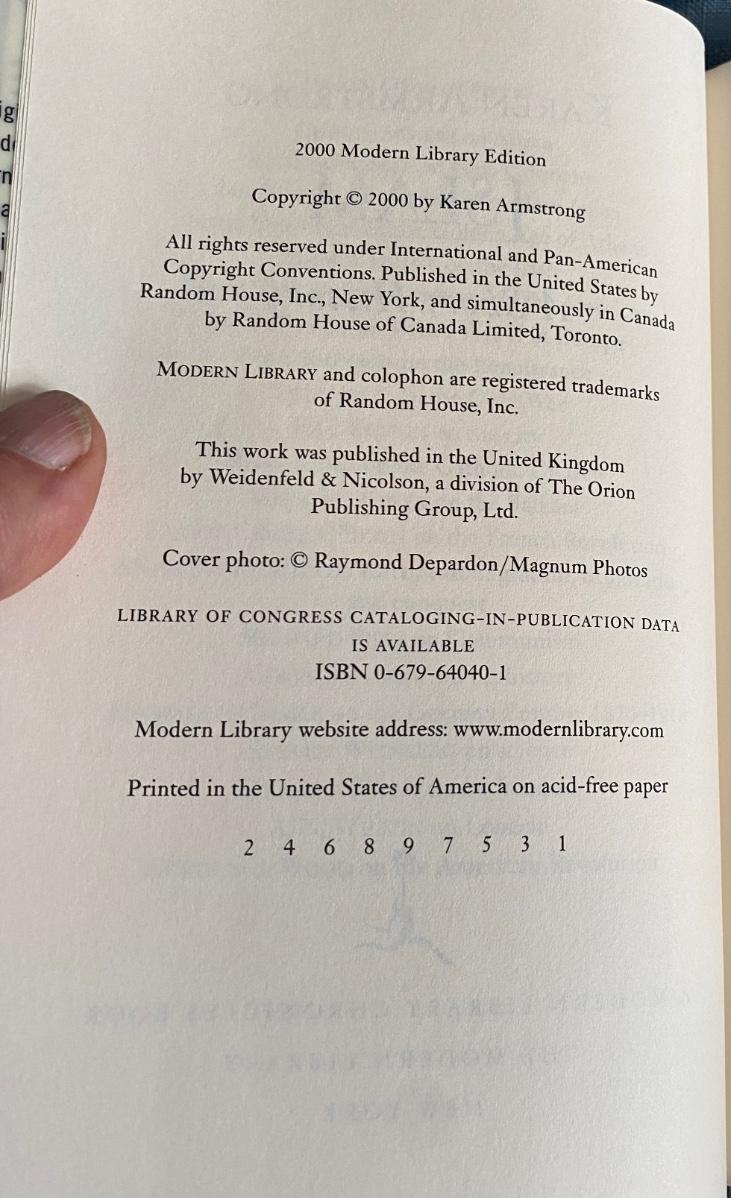 2000 Modern Library Edition
Copyright © 2000 by Karen Armstrong
All rights reserved under International and Pan-American
Copyright Conventions. Published in the United States by
Random House, Inc., New York, and simultaneously in Canada
by Random House of Canada Limited, Toronto.
MODERN LIBRARY and colophon are registered trademarks
of Random House, Inc.
This work was published in the United Kingdom
by Weidenfeld & Nicolson, a division of The Orion
Publishing Group, Ltd.
Cover photo: © Raymond Depardon/Magnum Photos
LIBRARY OF CONGRESS CATALOGING-IN-PUBLICATION DATA
IS AVAILABLE
ISBN 0-679-64040-1
Modern Library website address: www.modernlibrary.com
Printed in the United States of America on acid-free paper
2 4 6 8 9 7 5 3 1